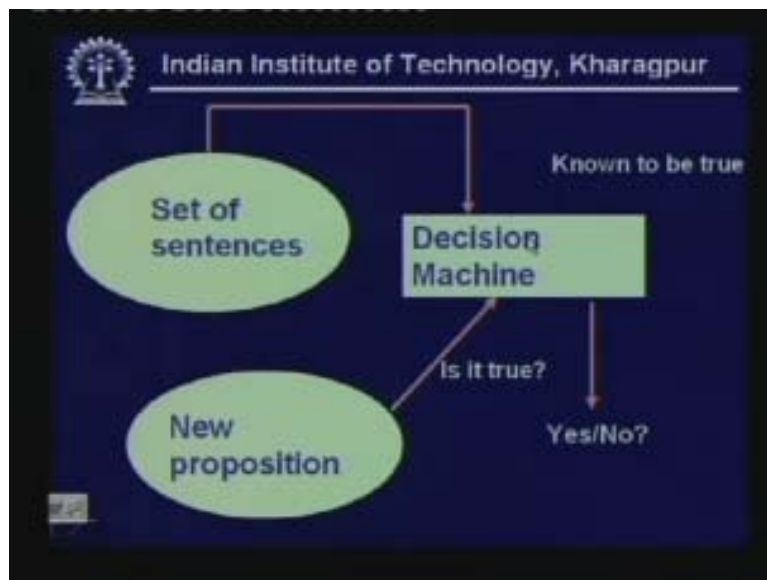 Indian Institute of Technology, Kharagpur
Known to be true
Set of
sentences
Decision
Machine
Is it true?
New
proposition
Yes/No?